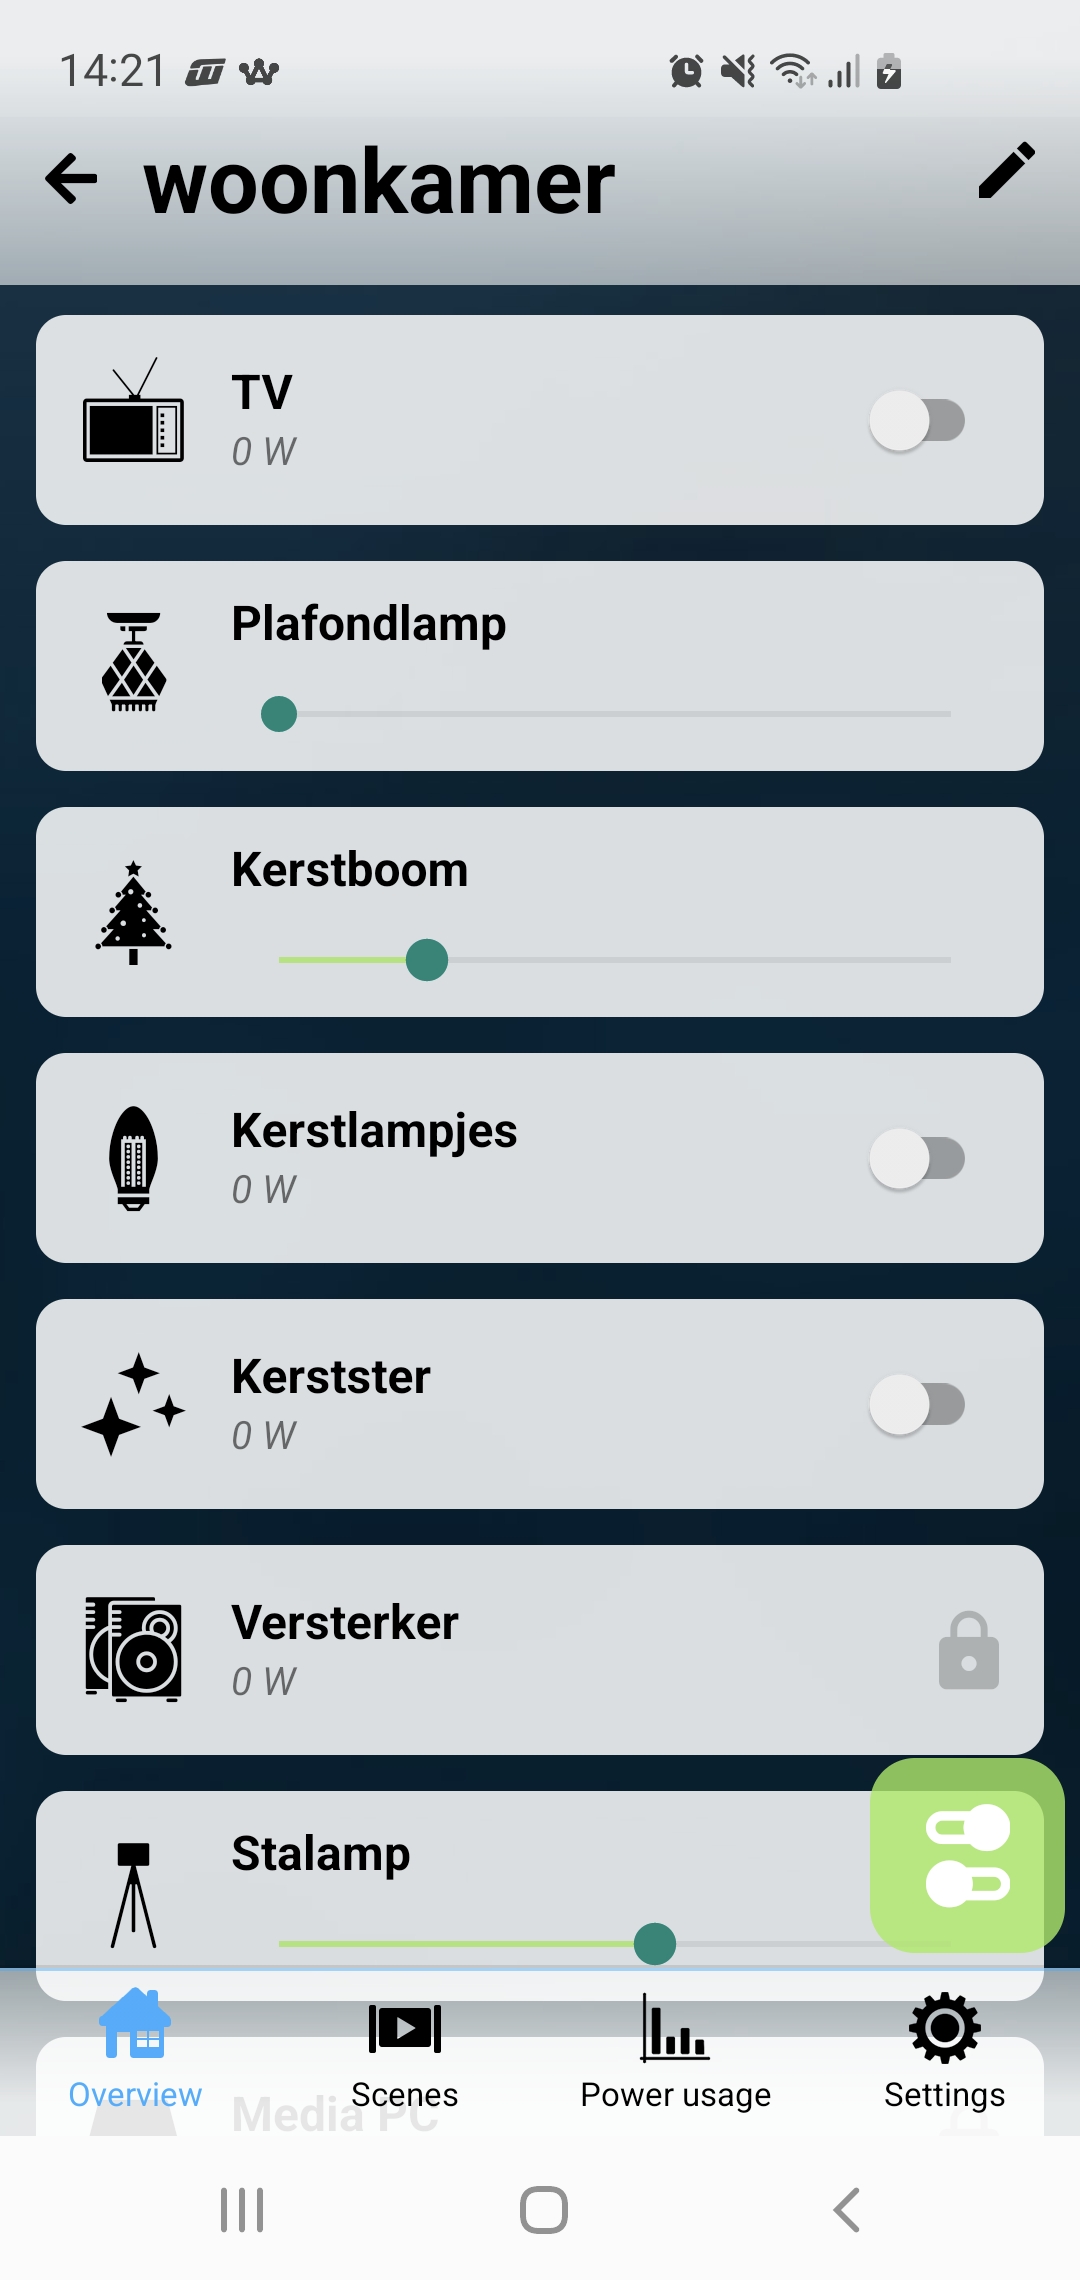 14:21
woonkamer
TV
0 W
Plafondlamp
Kerstboom
Kerstlampjes
0 W
Kerstster
0 W
Versterker
0 W
Stalamp
Media PC
Overview
Scenes
Power usage
Settings